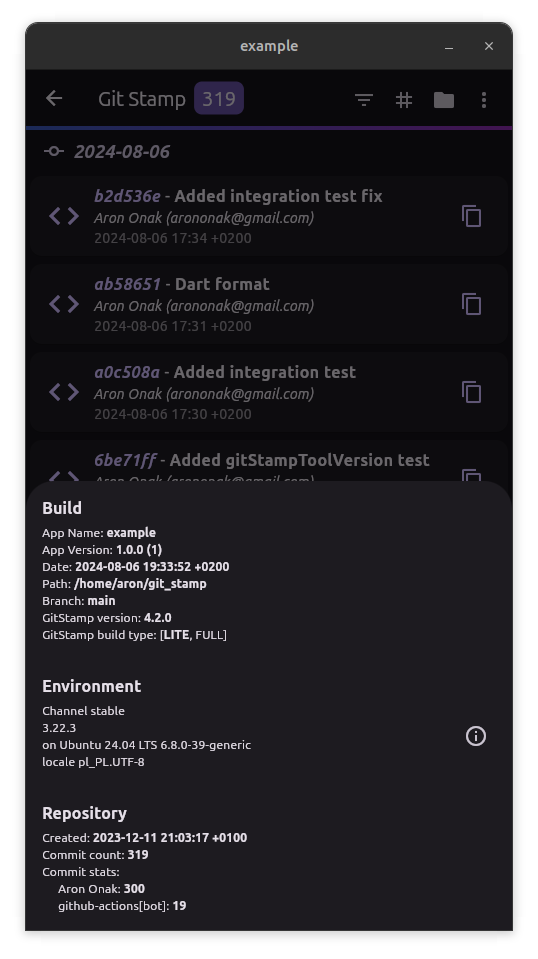 example
Git Stamp 319
2024-08-06
b2d536e - Added integration test fix
Aron Onak (arononak@gmail.com)
2024-08-06 17:34 +0200
ab58651 - Dart format
Aron Onak (arononak@gmail.com)
2024-08-06 17:31 +0200
a0c508a - Added integration test
Aron Onak (arononak@gmail.com)
2024-08-06 17:30 +0200
6be71ff - Added gitStampToolVersion test
Aron Onak (arononak@gmail.com)
Build
App Name: example
App Version: 1.0.0 (1)
Date: 2024-08-06 19:33:52 +0200
Path: /home/aron/git_stamp
Branch: main
GitStamp version: 4.2.0
GitStamp build type: [LITE, FULL]
Environment
Channel stable
3.22.3
on Ubuntu 24.04 LTS 6.8.0-39-generic
locale pl_PL.UTF-8
Repository
Created: 2023-12-11 21:03:17 +0100
Commit count: 319
Commit stats:
Aron Onak: 300
github-actions[bot]: 19